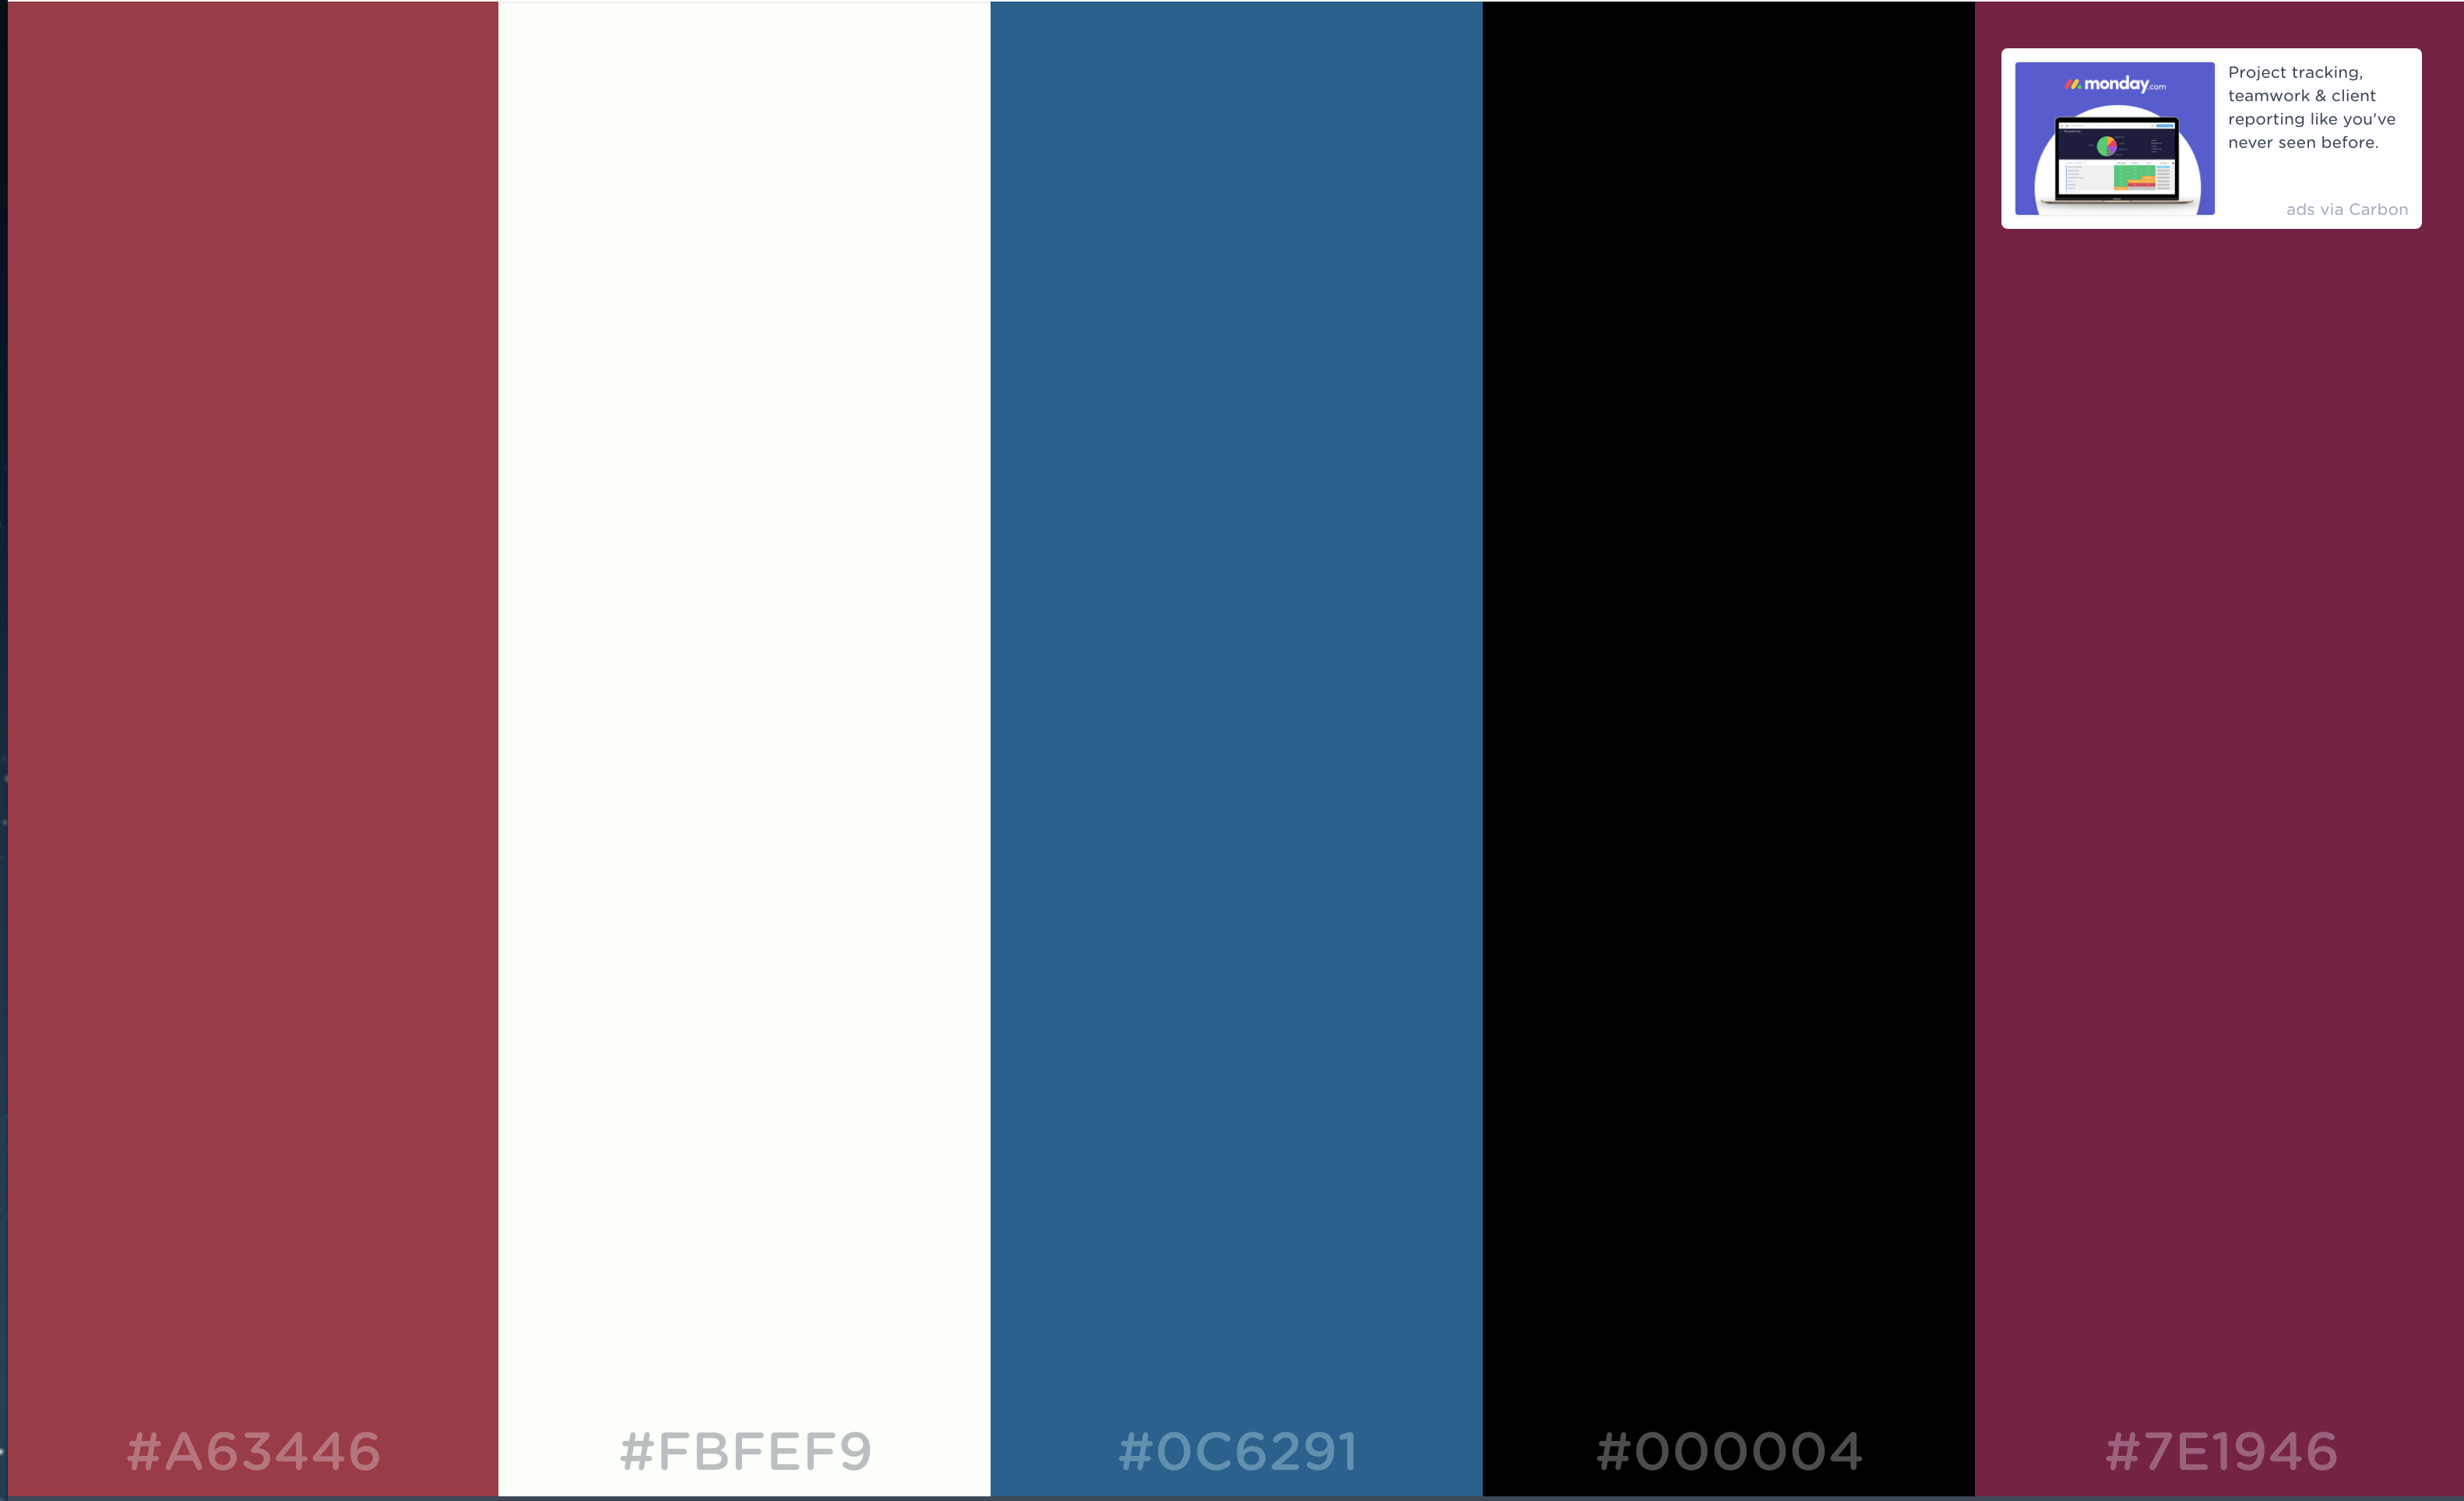 monday.com
Project tracking,
teamwork & client
reporting like you've
never seen before.
ads via Carbon
#A63446
#FBFEF9
#0C6291
#000004
#7E1946